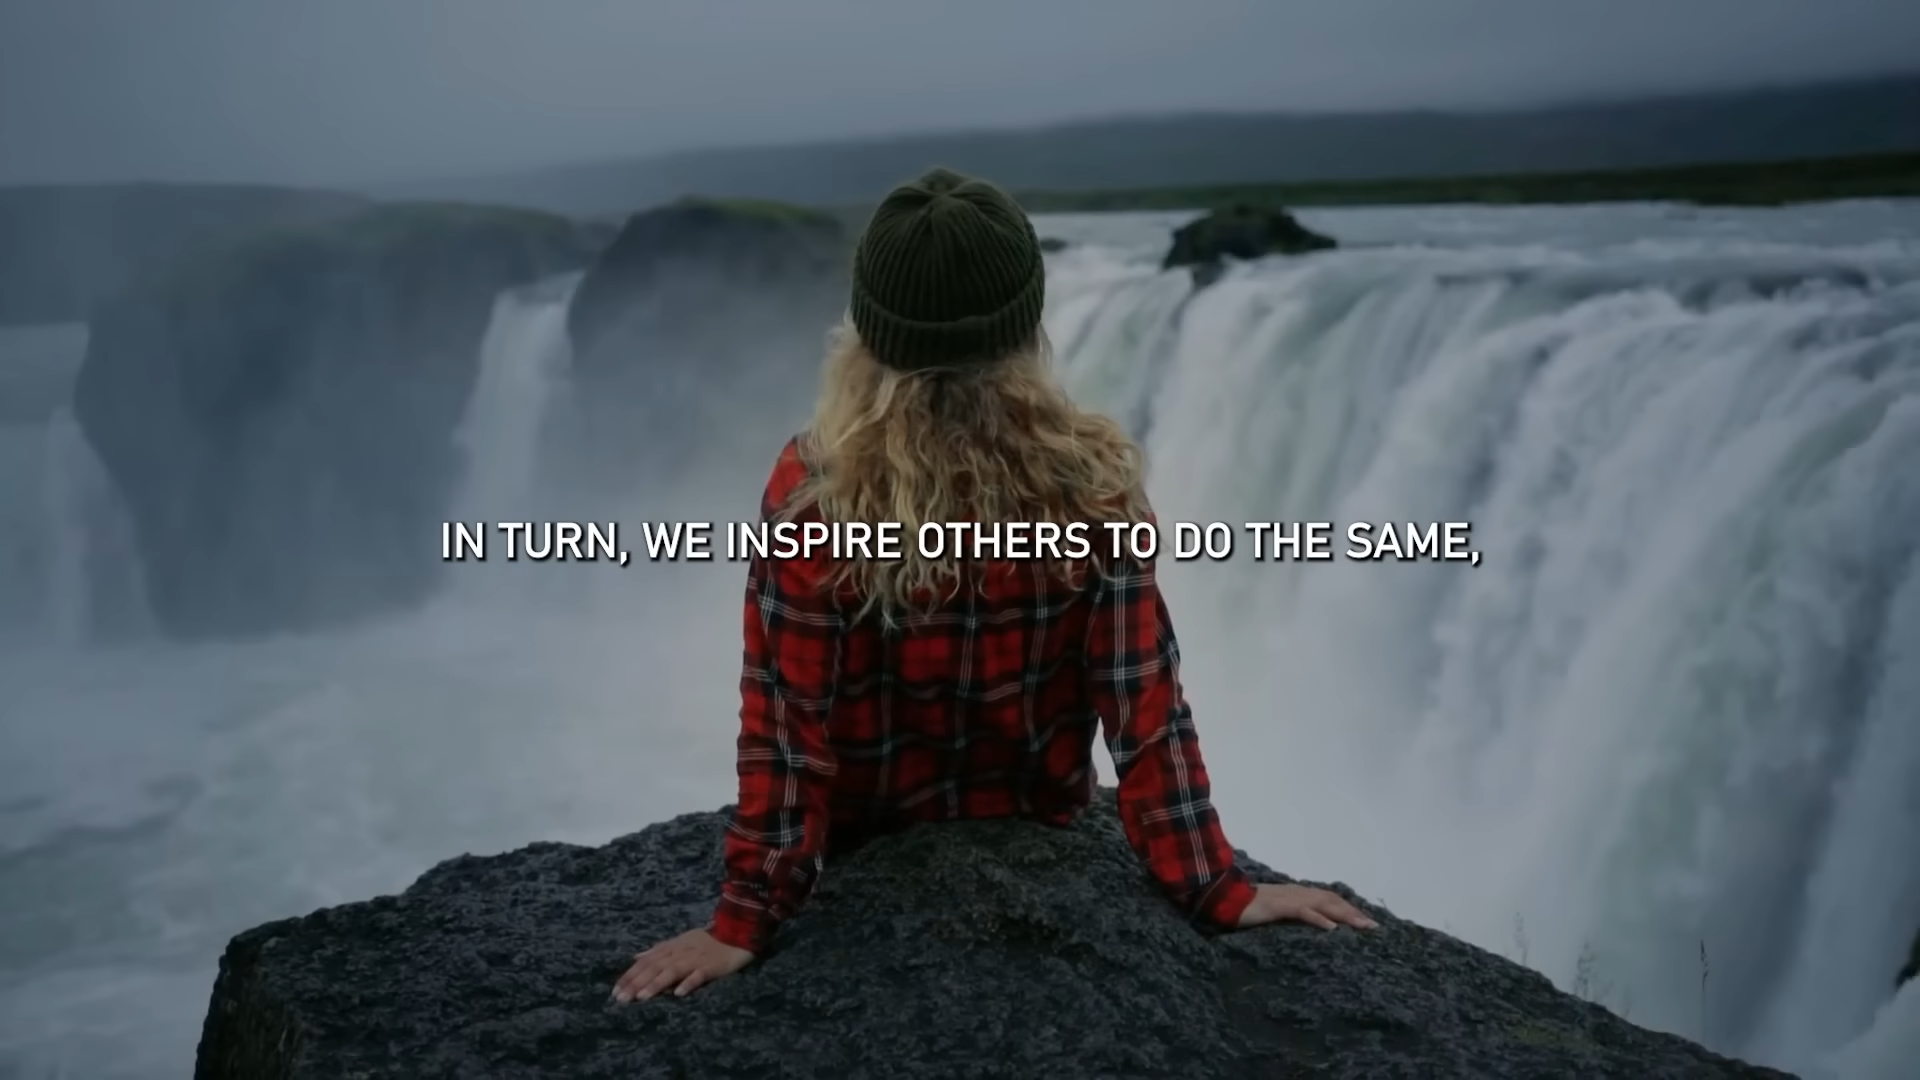 IN TURN, WE INSPIRE OTHERS TO DO THE SAME,